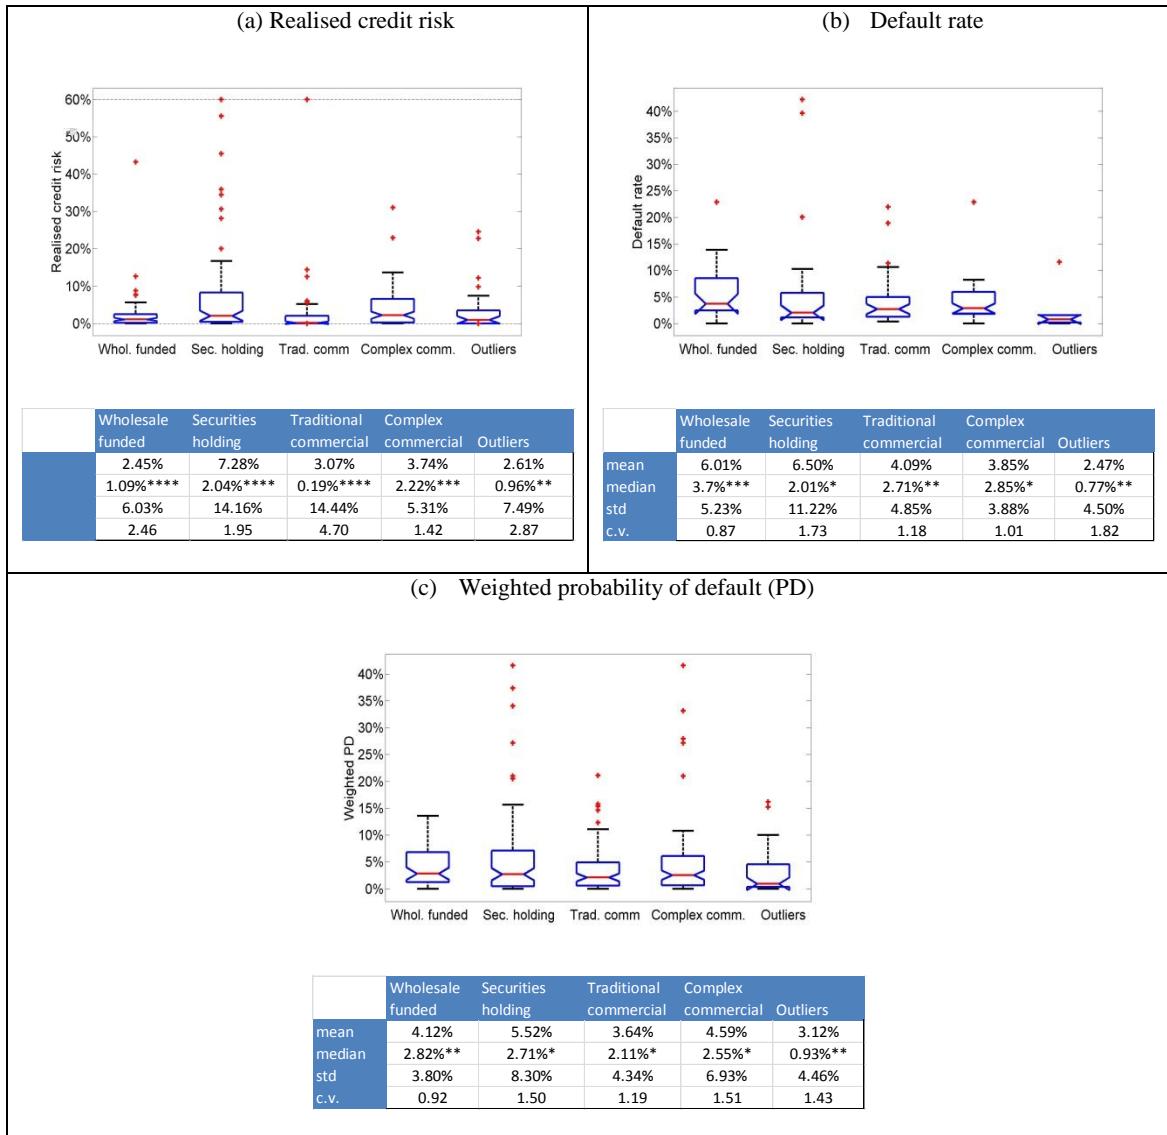 (a) Realised credit risk
60%
50%
40%
30%
20%
10%
0%
Realised credit risk
Whol. funded Sec. holding Trad. comm Complex comm. Outliers
Wholesale funded Securities holding Traditional commercial Complex commercial Outliers
2.45% 7.28% 3.07% 3.74% 2.61%
1.09%**** 2.04%**** 0.19%**** 2.22%*** 0.96%**
6.03% 14.16% 14.44% 5.31% 7.49%
2.46 1.95 4.70 1.42 2.87
(b) Default rate
40%
35%
30%
25%
20%
15%
10%
5%
0%
Default rate
Whol. funded Sec. holding Trad. comm Complex comm. Outliers
Wholesale funded Securities holding Traditional commercial Complex commercial Outliers
mean 6.01% 6.50% 4.09% 3.85% 2.47%
median 3.7%*** 2.01%* 2.71%** 2.85%* 0.77%**
std 5.23% 11.22% 4.85% 3.88% 4.50%
c.v. 0.87 1.73 1.18 1.01 1.82
(c) Weighted probability of default (PD)
40%
35%
30%
25%
20%
15%
10%
5%
0%
Weighted PD
Whol. funded Sec. holding Trad. comm Complex comm. Outliers
Wholesale funded Securities holding Traditional commercial Complex commercial Outliers
mean 4.12% 5.52% 3.64% 4.59% 3.12%
median 2.82%** 2.71%* 2.11%* 2.55%* 0.93%**
std 3.80% 8.30% 4.34% 6.93% 4.46%
c.v. 0.92 1.50 1.19 1.51 1.43